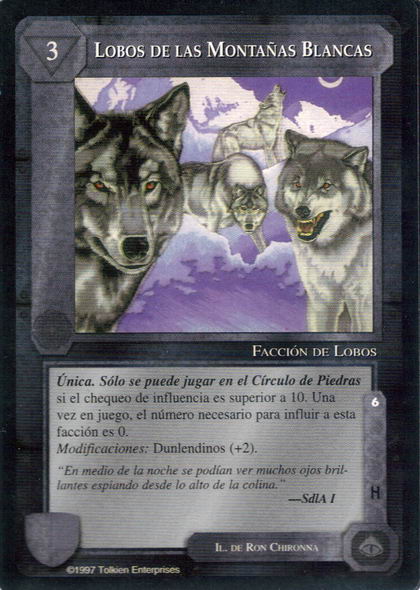 3
LOBOS DE LAS MONTAÑAS BLANCAS
FACCIÓN DE LOBOS
Única. Sólo se puede jugar en el Círculo de Piedras
si el chequeo de influencia es superior a 10. Una
vez en juego, el número necesario para influir a esta
facción es 0.
Modificaciones: Dunlendinos (+2).
“En medio de la noche se podían ver muchos ojos bril-
lantes espiando desde lo alto de la colina.”
—SdlA I
6
H
IL. DE RON CHIRONNA
©1997 Tolkien Enterprises